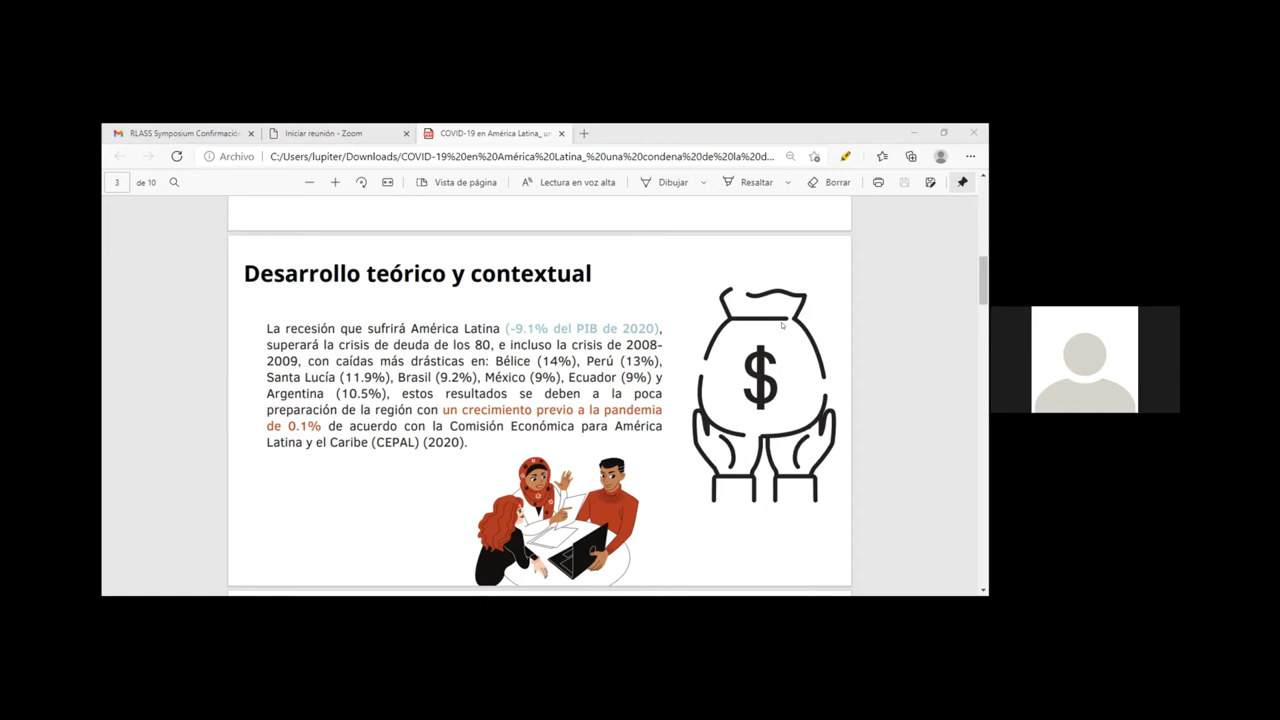 RLASS Symposium Confirmación
Iniciar reunión - Zoom
COVID-19 en América Latina_ un
Archivo
C:/Users/lupiter/Downloads/COVID-19%20en%20América%20Latina_%20una%20condena%20de%20la%20d...
3
de 10
Vista de página
Lectura en voz alta
Dibujar
Resaltar
Borrar
Desarrollo teórico y contextual
La recesión que sufrirá América Latina (-9.1% del PIB de 2020),
superará la crisis de deuda de los 80, e incluso la crisis de 2008-
2009, con caídas más drásticas en: Bélice (14%), Perú (13%),
Santa Lucía (11.9%), Brasil (9.2%), México (9%), Ecuador (9%) y
Argentina (10.5%), estos resultados se deben a la poca
preparación de la región con un crecimiento previo a la pandemia
de 0.1% de acuerdo con la Comisión Económica para América
Latina y el Caribe (CEPAL) (2020).
$